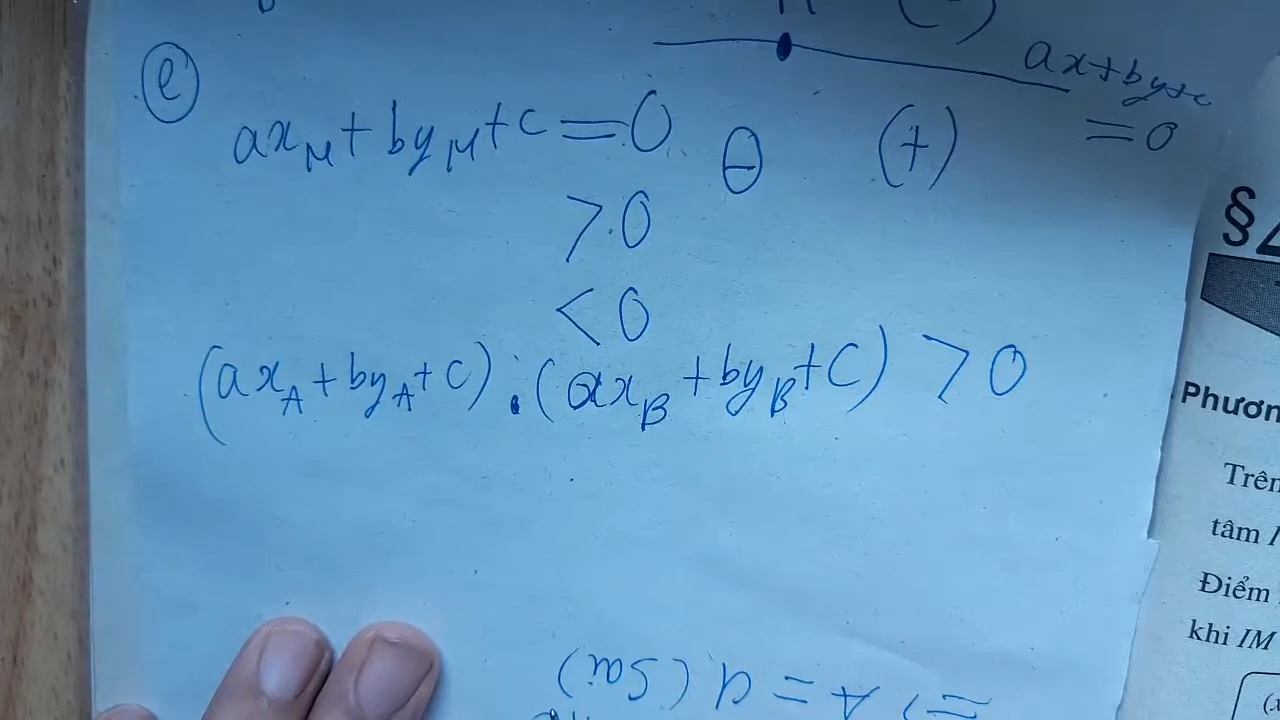 ax+by+c
=0
(e)
ax_M + by_M + c = 0
⊖
(+)
> 0
< 0
(ax_A + by_A + c) . (ax_B + by_B + c) > 0
§
Phươn
Trên
tâm I
Điểm
khi IM
=> A = a (Sai)